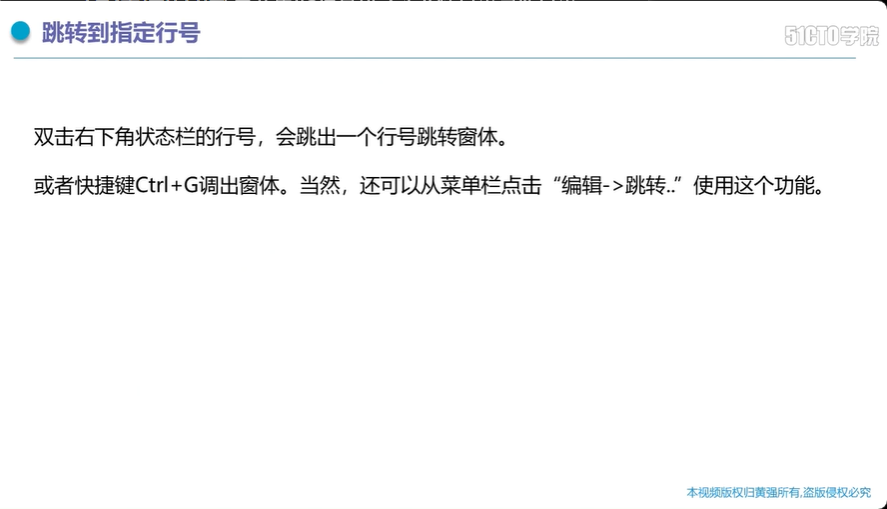 跳转到指定行号
51CTO学院
双击右下角状态栏的行号，会跳出一个行号跳转窗体。
或者快捷键Ctrl+G调出窗体。当然，还可以从菜单栏点击“编辑->跳转..”使用这个功能。
本视频版权归黄强所有,盗版侵权必究